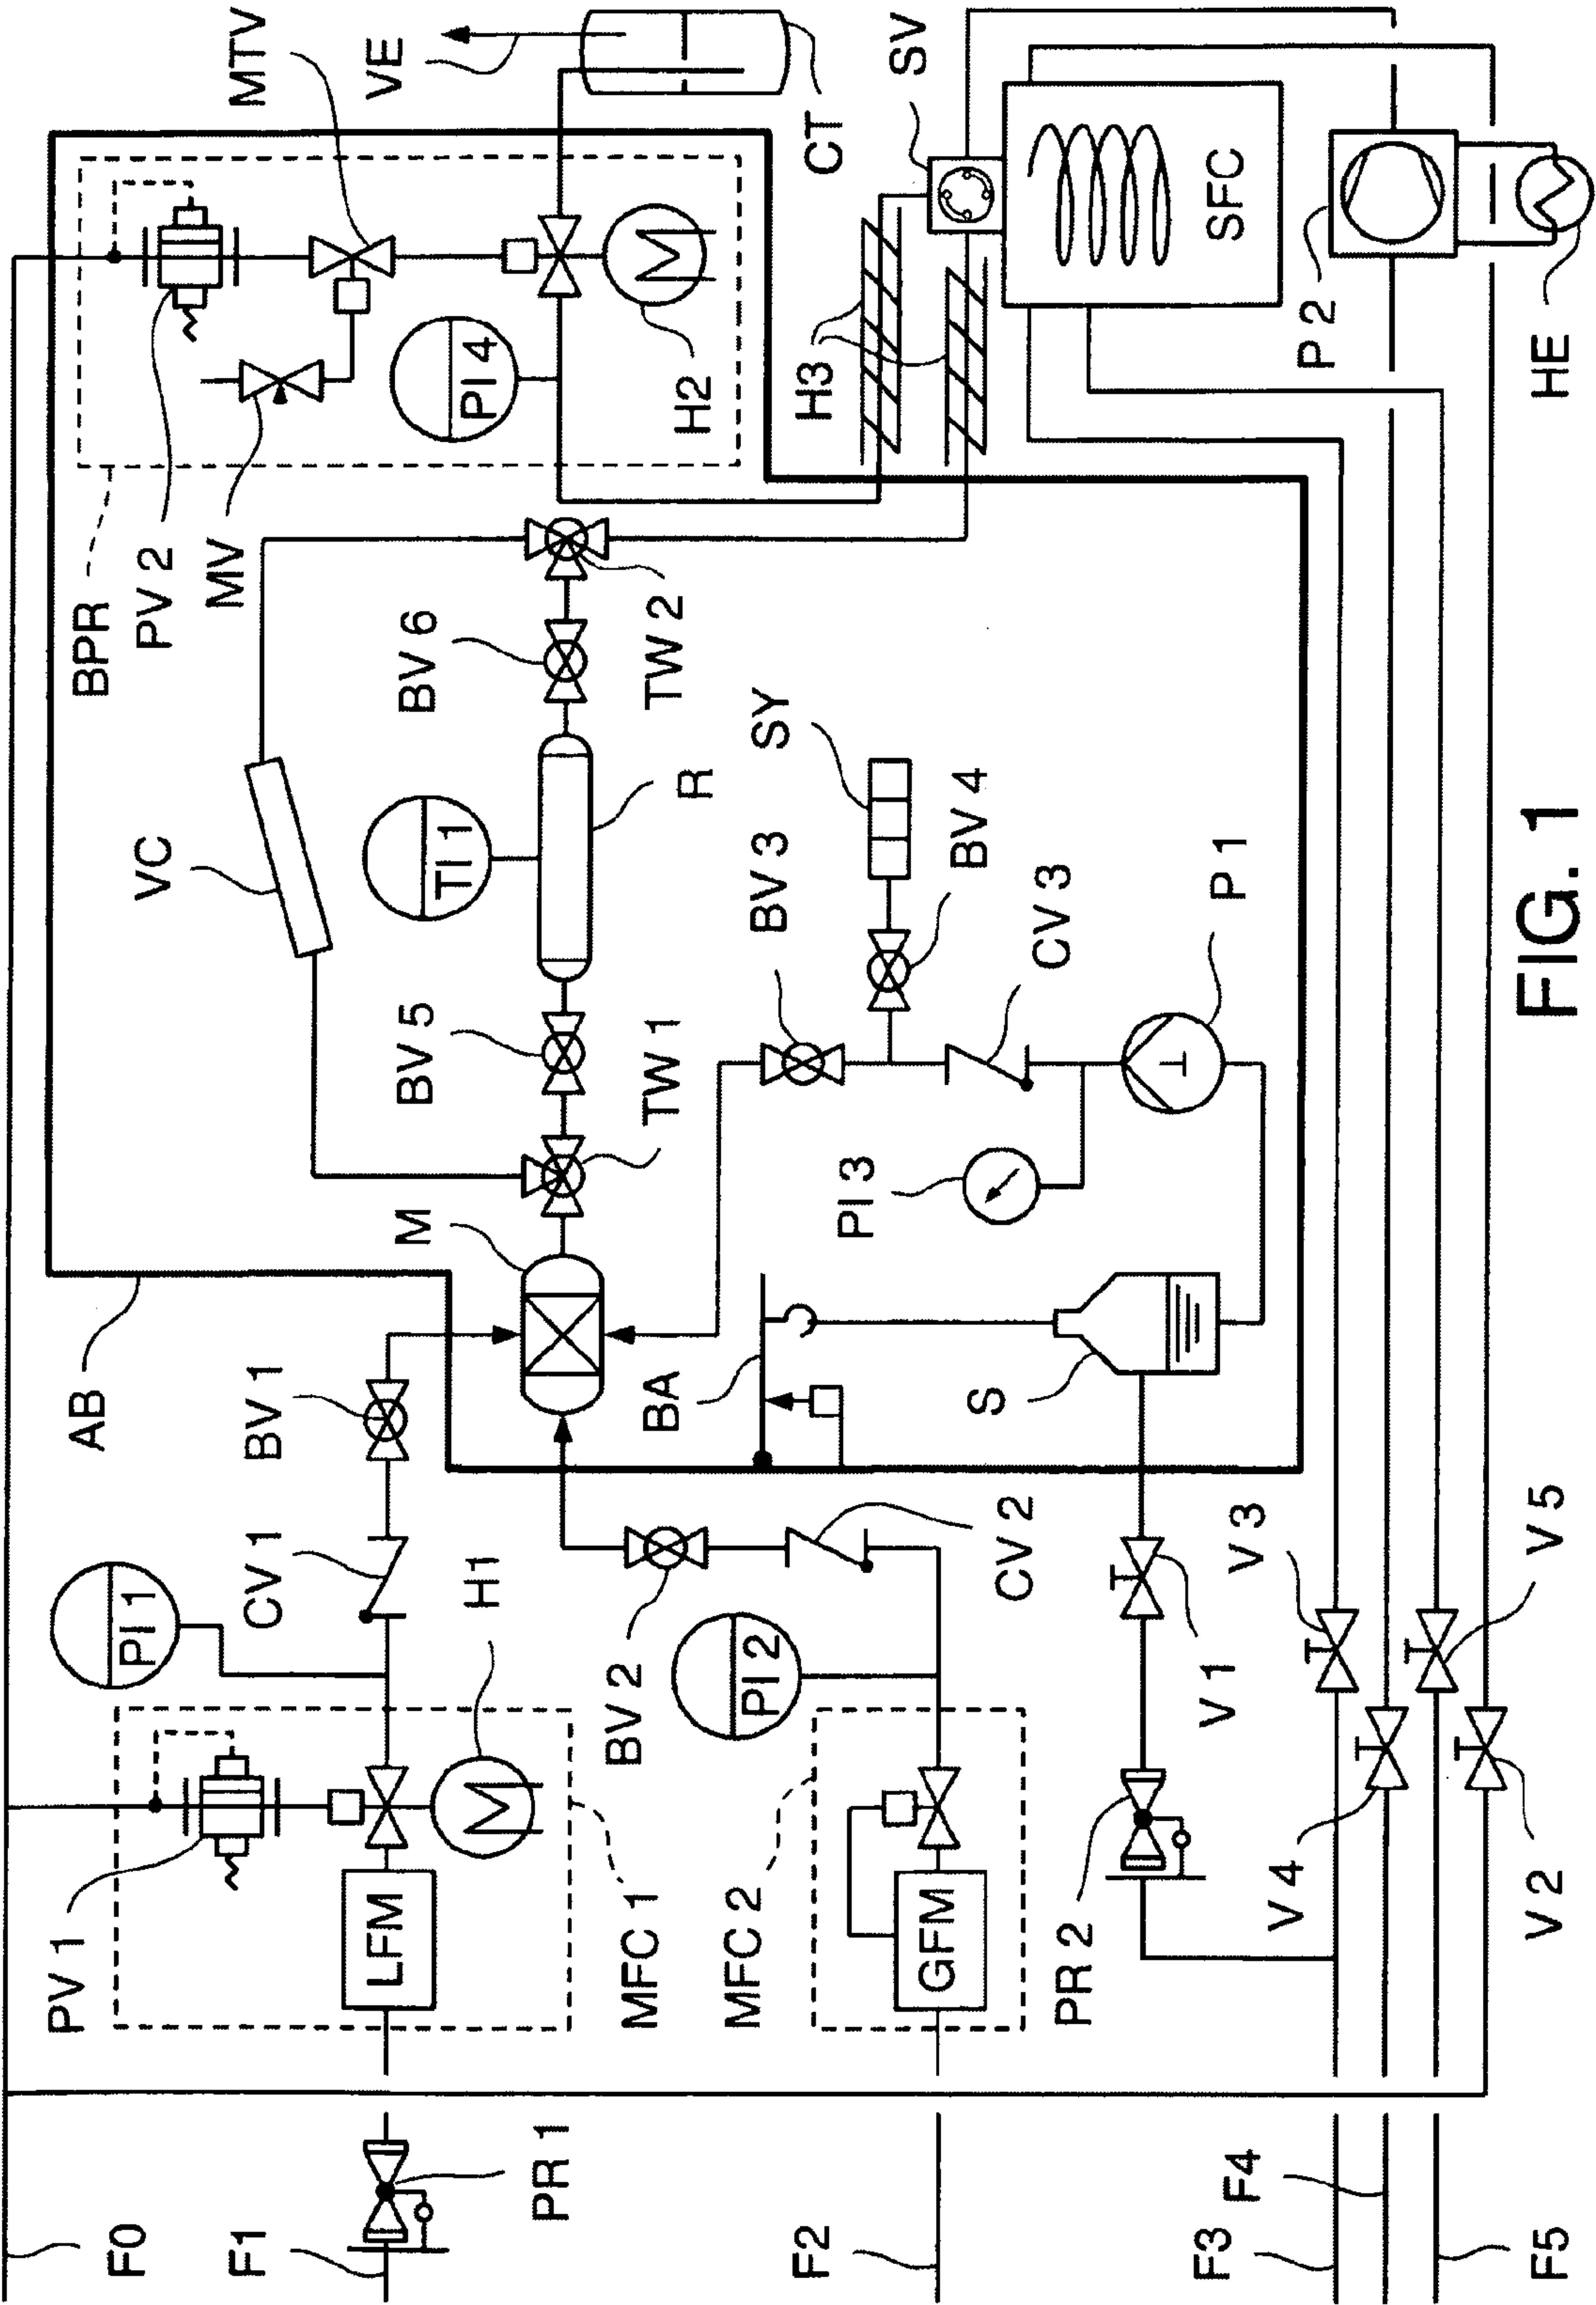 F0
F1
PR 1
F2
F3
F4
F5
PV 1
LFM
MFC 1
MFC 2
GFM
PR 2
V 4
V 2
PI 1
CV 1
H1
BV 2
PI 2
CV 2
V 1
V 3
V 5
AB
BV 1
M
BA
S
PI 3
VC
BV 5
TW 1
TI 1
R
BV 3
SY
BV 4
CV 3
P 1
BPR
PV 2
MV
BV 6
TW 2
PI 4
H2
H3
MTV
VE
CT
SV
SFC
P 2
HE
FIG. 1